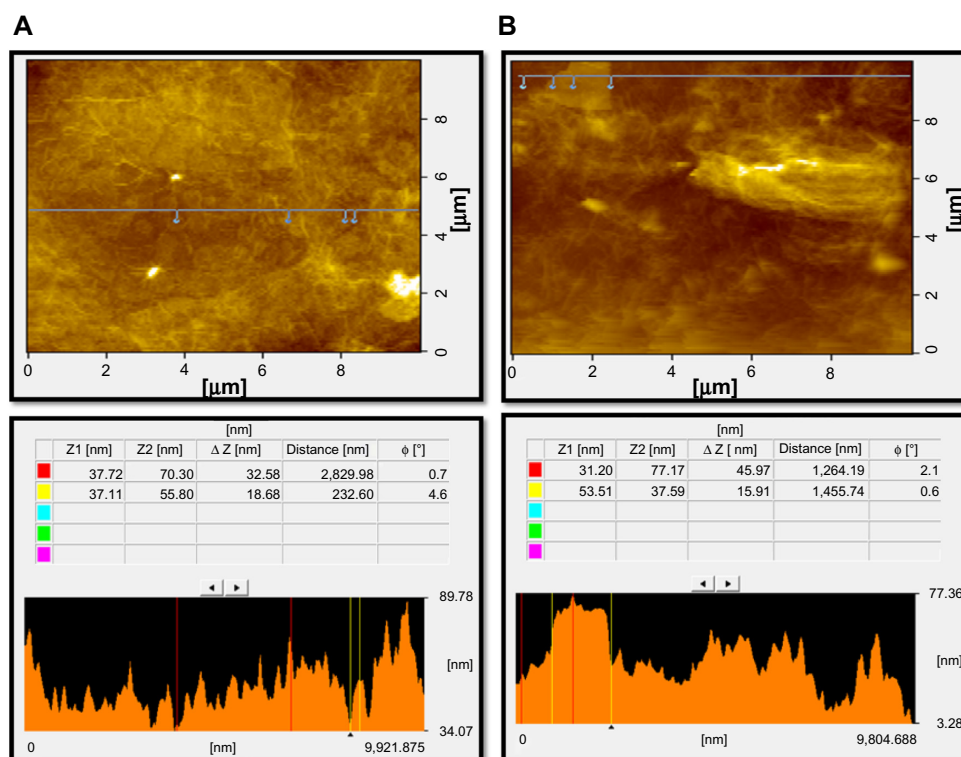 A
B
8
6
4
2
0
[µm]
0 2 4 6 8
[µm]
8
6
4
2
0
[µm]
0 2 4 6 8
[µm]
[nm]
Z1 [nm] Z2 [nm] Δ Z [nm] Distance [nm] ϕ [°]
37.72 70.30 32.58 2,829.98 0.7
37.11 55.80 18.68 232.60 4.6
89.78
[nm]
34.07
0 [nm] 9,921.875
[nm]
Z1 [nm] Z2 [nm] Δ Z [ nm] Distance [nm] ϕ [°]
31.20 77.17 45.97 1,264.19 2.1
53.51 37.59 15.91 1,455.74 0.6
77.36
[nm]
3.28
0 [nm] 9,804.688